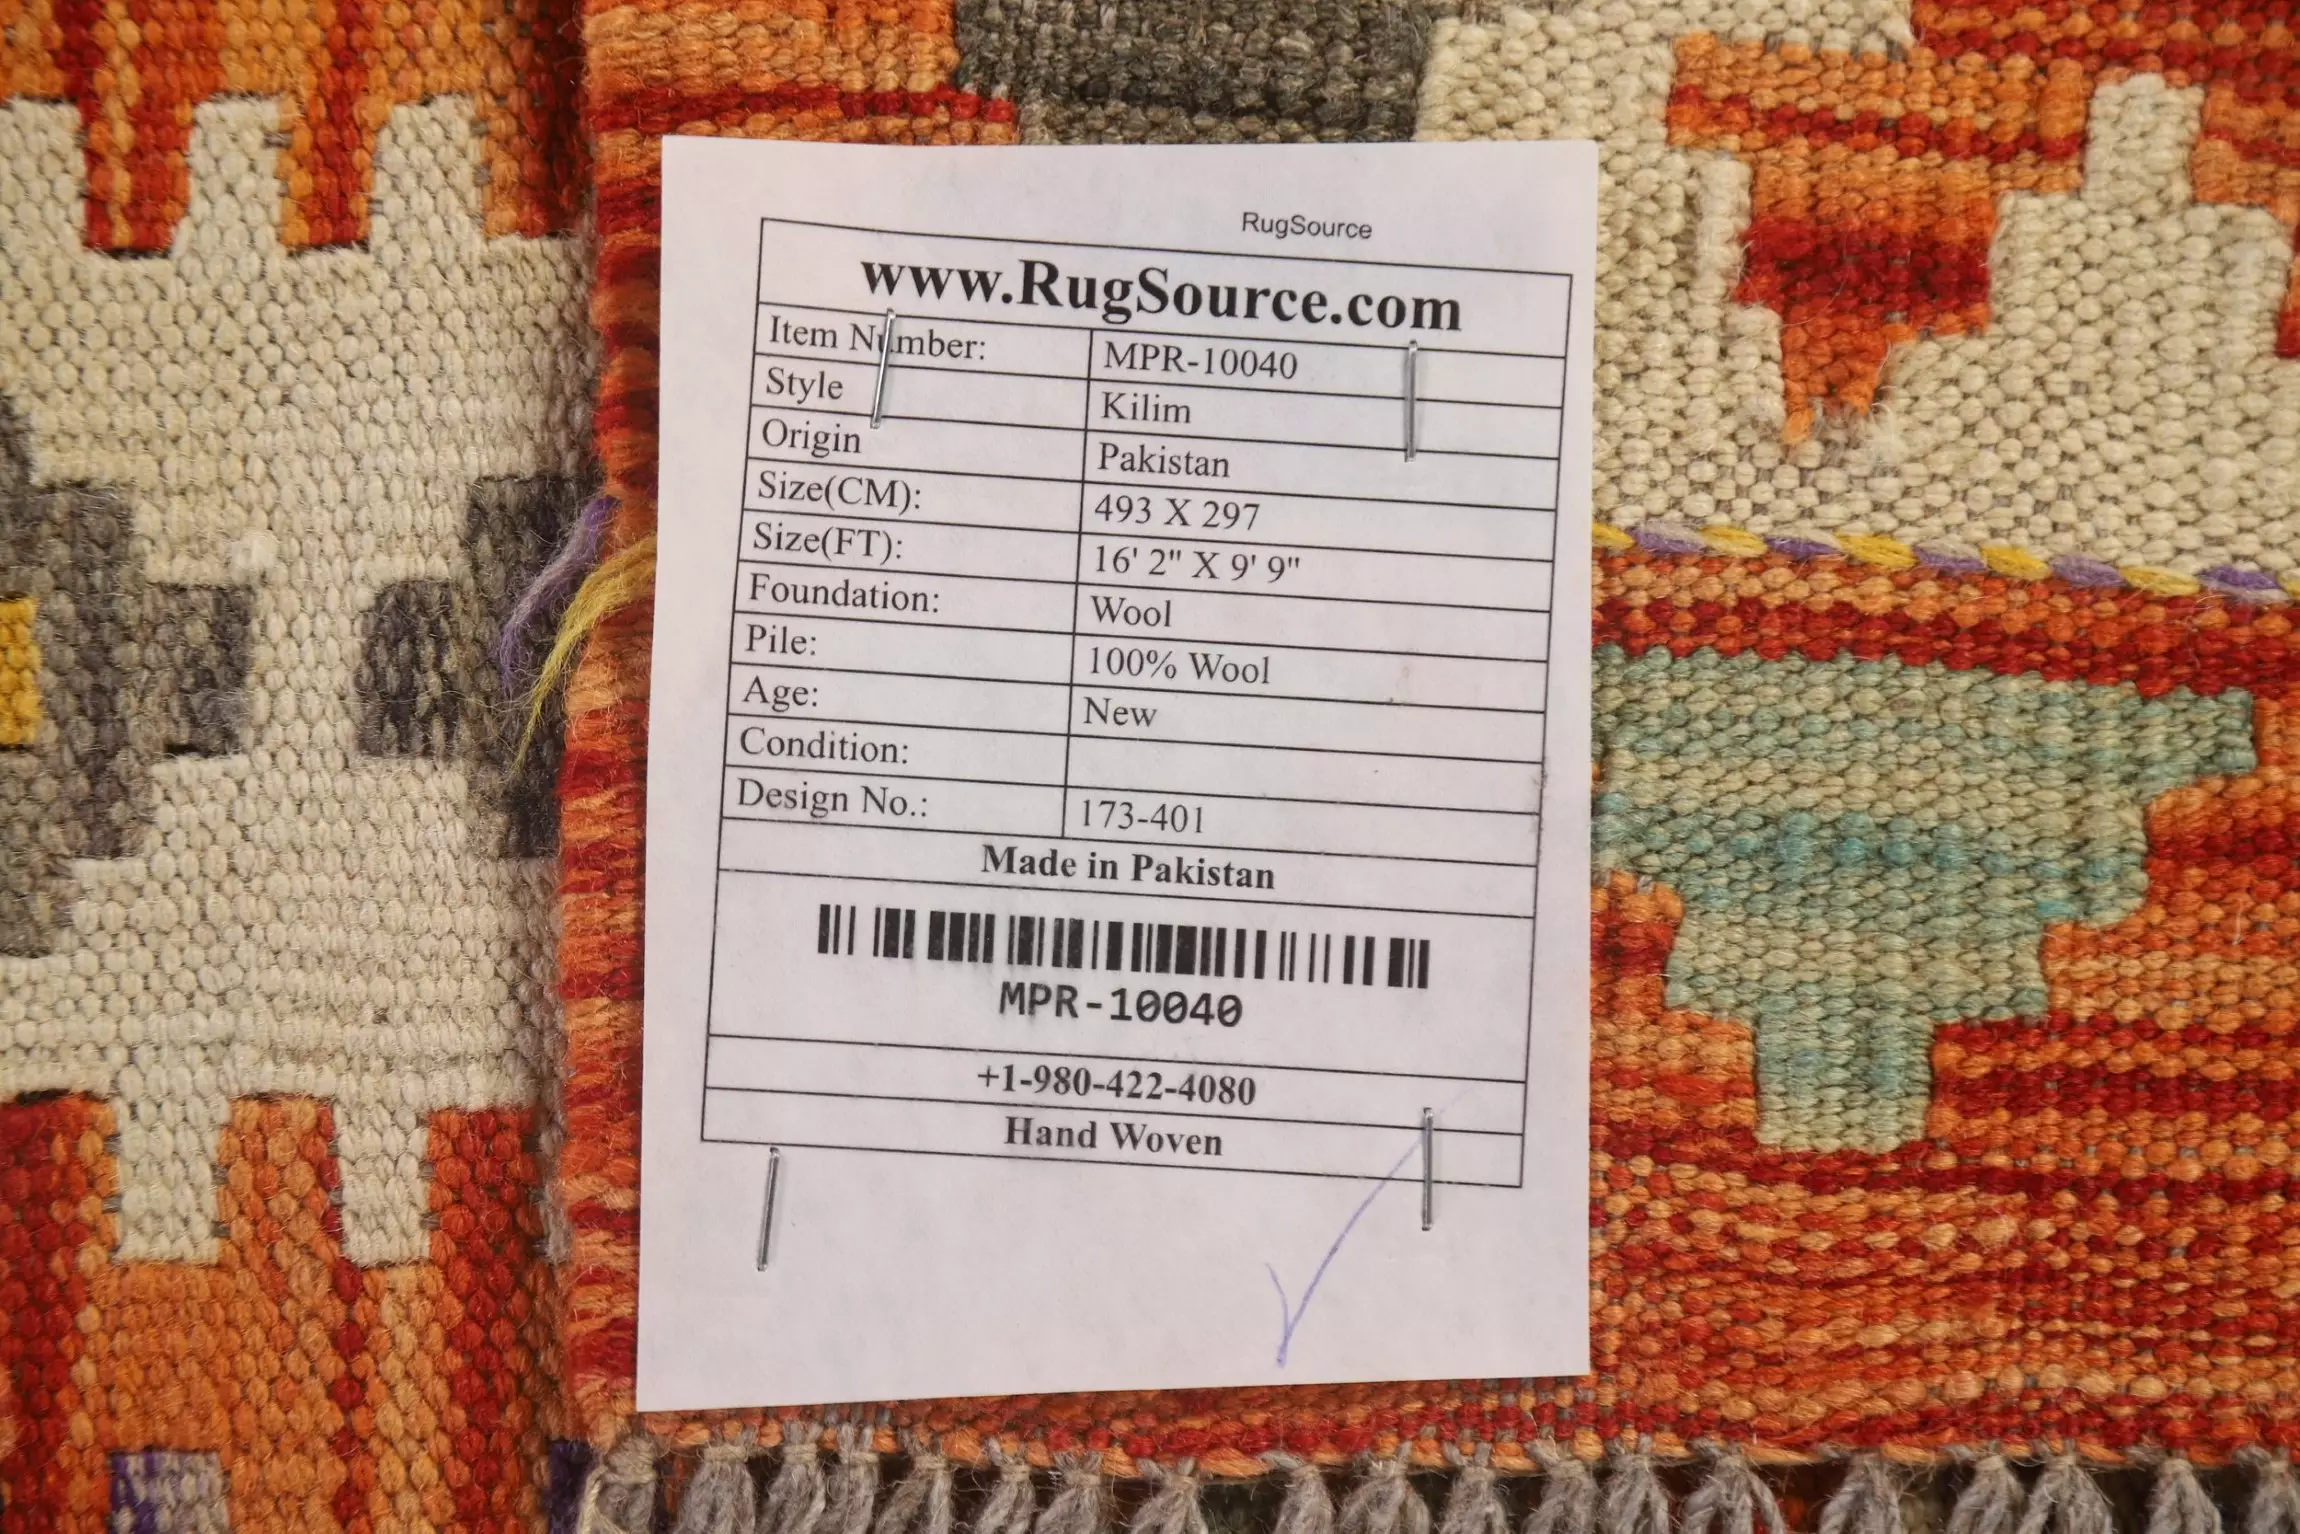 RugSource
www.RugSource.com
Item Number: MPR-10040
Style Kilim
Origin Pakistan
Size(CM): 493 X 297
Size(FT): 16' 2" X 9' 9"
Foundation: Wool
Pile: 100% Wool
Age: New
Condition:
Design No.: 173-401
Made in Pakistan
MPR-10040
+1-980-422-4080
Hand Woven